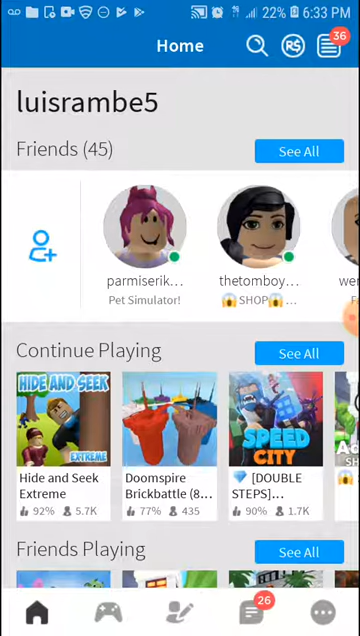 22% 6:33 PM
Home
RS
36
luisrambe5
Friends (45)
See All
parmiserik...
thetomboy...
wer
Pet Simulator!
😱SHOP😱...
Continue Playing
See All
HIDE AND SEEK
EXTREME
SPEED
CITY
Hide and Seek
Extreme
Doomspire
Brickbattle (8...
💎 [DOUBLE
STEPS]...
92% 5.7K
77% 435
90% 1.7K
Friends Playing
See All
26